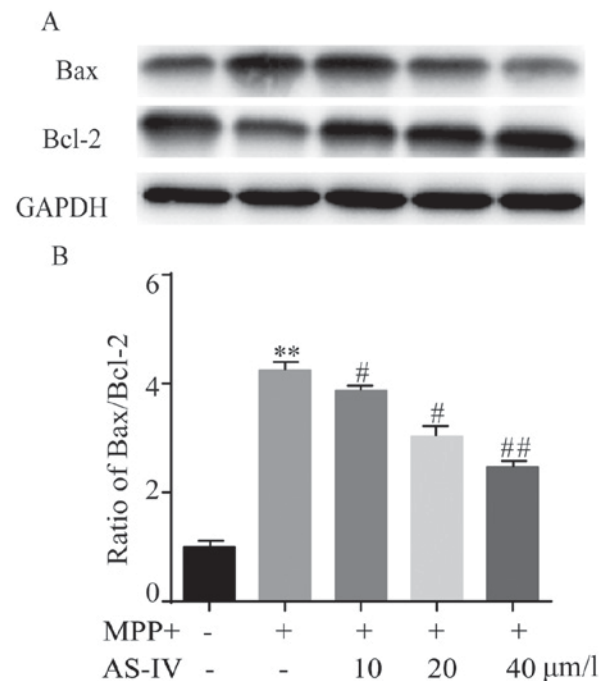 A
Bax
Bcl-2
GAPDH
B
Ratio of Bax/Bcl-2
6
4
2
0
**
#
#
##
MPP+ - + + + +
AS-IV - - 10 20 40 μm/l